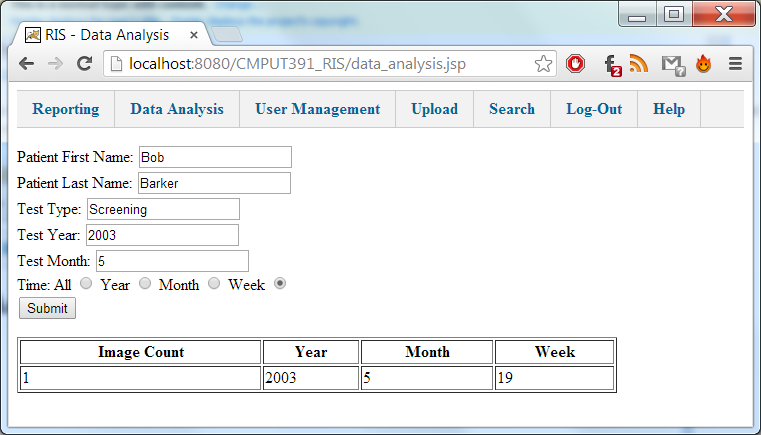 RIS - Data Analysis
localhost:8080/CMPUT391_RIS/data_analysis.jsp
f 2 ?
Reporting Data Analysis User Management Upload Search Log-Out Help
Patient First Name: Bob
Patient Last Name: Barker
Test Type: Screening
Test Year: 2003
Test Month: 5
Time: All Year Month Week
Submit
Image Count Year Month Week
1 2003 5 19